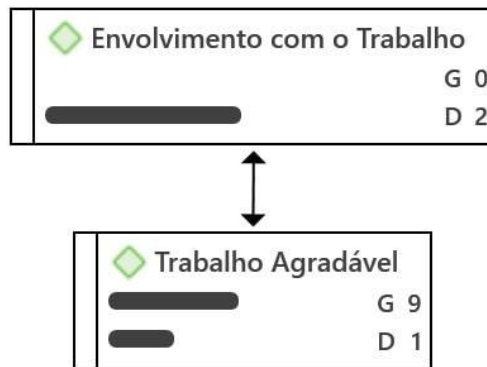 Envolvimento com o Trabalho
G 0
D 2
Trabalho Agradável
G 9
D 1